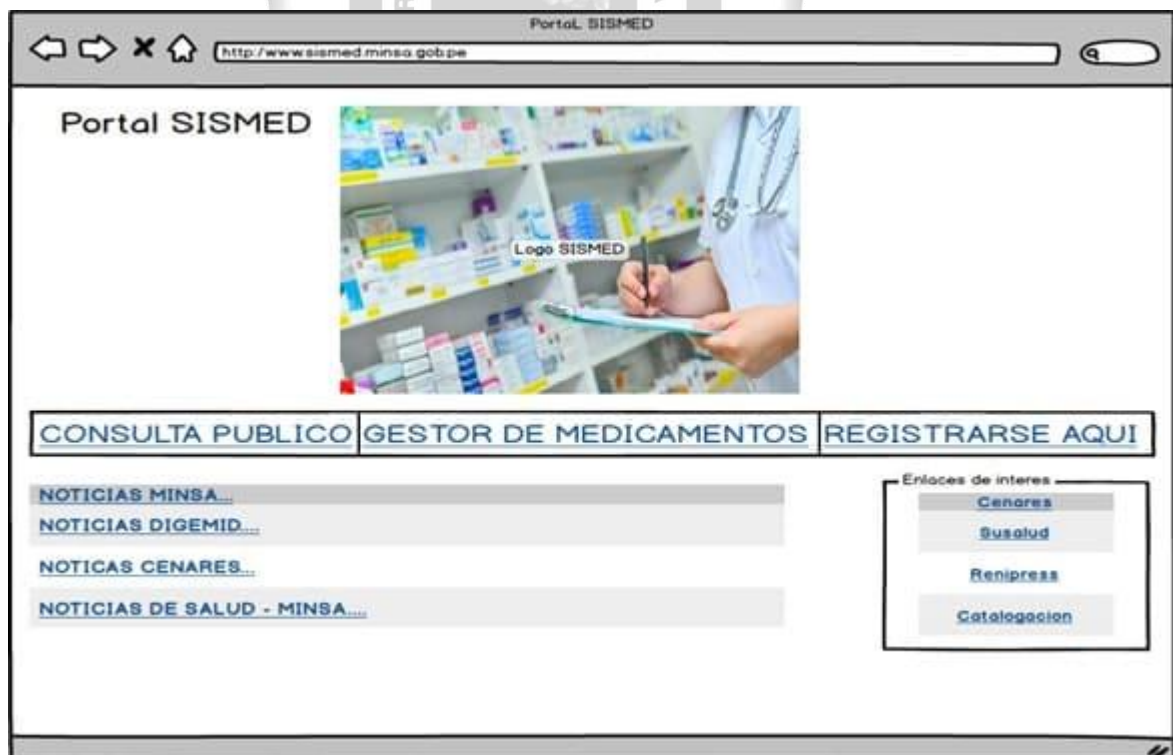 PortaL SISMED
http:/www.sismed.minsa.gob.pe
Portal SISMED
Logo SISMED
CONSULTA PUBLICO GESTOR DE MEDICAMENTOS REGISTRARSE AQUI
NOTICIAS MINSA...
NOTICIAS DIGEMID....
NOTICAS CENARES...
NOTICIAS DE SALUD - MINSA....
Enlaces de interes
Cenares
Susalud
Renipress
Catalogacion